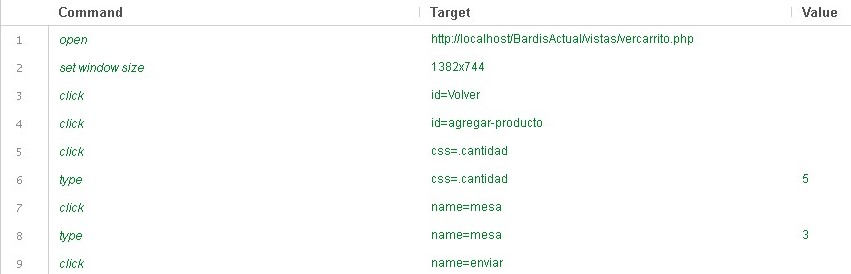 Command Target Value
1 open http://localhost/BardisActual/vistas/vercarrito.php
2 set window size 1382x744
3 click id=Volver
4 click id=agregar-producto
5 click css=.cantidad
6 type css=.cantidad 5
7 click name=mesa
8 type name=mesa 3
9 click name=enviar